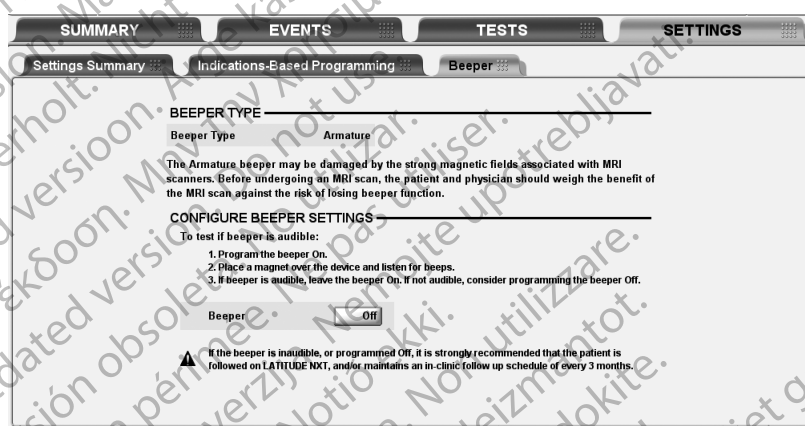 SUMMARY EVENTS TESTS SETTINGS
Settings Summary Indications-Based Programming Beeper
BEEPER TYPE
Beeper Type Armature
The Armature beeper may be damaged by the strong magnetic fields associated with MRI
scanners. Before undergoing an MRI scan, the patient and physician should weigh the benefit of
the MRI scan against the risk of losing beeper function.
CONFIGURE BEEPER SETTINGS
To test if beeper is audible:
1. Program the beeper On.
2. Place a magnet over the device and listen for beeps.
3. If beeper is audible, leave the beeper On. If not audible, consider programming the beeper Off.
Beeper Off
If the beeper is inaudible, or programmed Off, it is strongly recommended that the patient is
followed on LATITUDE NXT, and/or maintains an in-clinic follow up schedule of every 3 months.